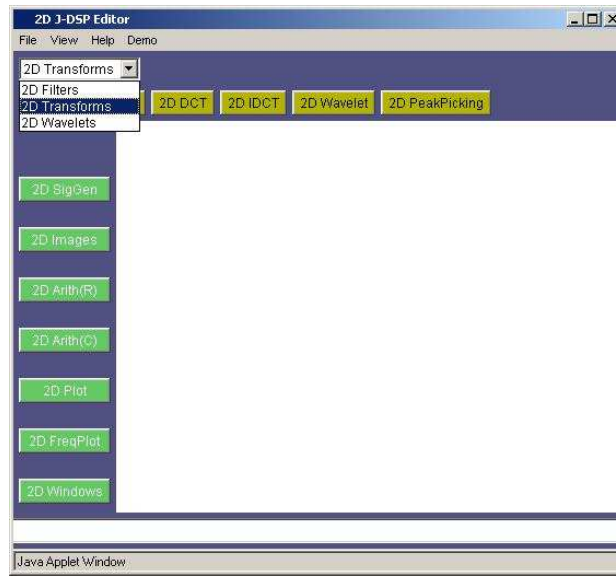 2D J-DSP Editor
File View Help Demo
2D Transforms
2D Filters
2D Transforms
2D Wavelets
2D DCT 2D IDCT 2D Wavelet 2D PeakPicking
2D SigGen
2D Images
2D Arith(R)
2D Arith(C)
2D Plot
2D FreqPlot
2D Windows
Java Applet Window